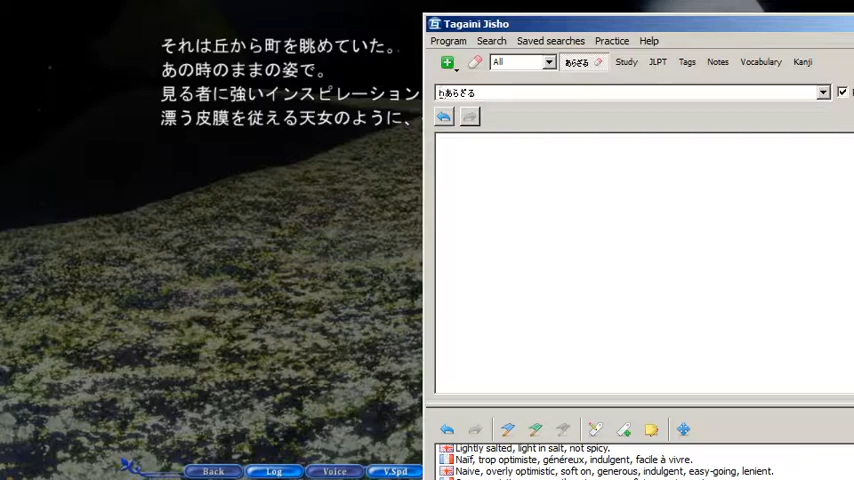 それは丘から町を眺めていた。
あの時のままの姿で。
見る者に強いインスピレーション
漂う皮膜を従える天女のように、
Back
Log
Voice
V.Spd
Tagaini Jisho
Program Search Saved searches Practice Help
All あらざる Study JLPT Tags Notes Vocabulary Kanji
hあらざる
Lightly salted, light in salt, not spicy.
Naïf, trop optimiste, généreux, indulgent, facile à vivre.
Naive, overly optimistic, soft on, generous, indulgent, easy-going, lenient.